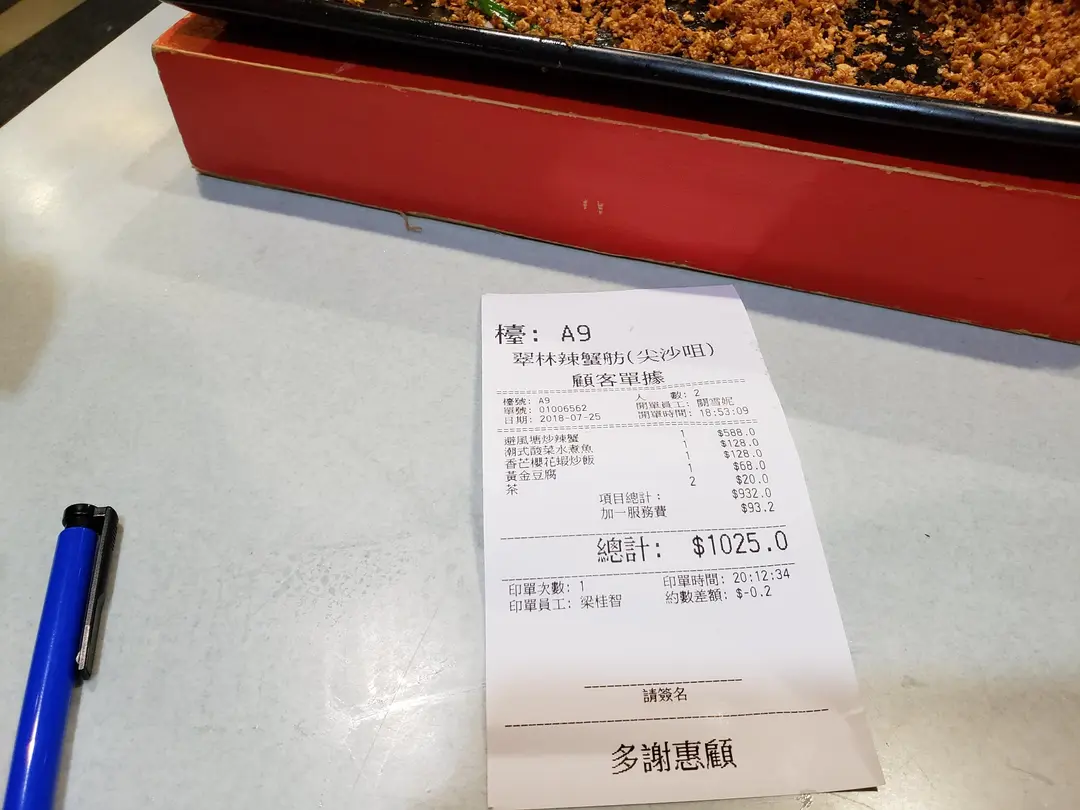 檯: A9
翠林辣蟹舫(尖沙咀)
顧客單據
檯號: A9 人 數: 2
單號: 01006562 開單員工: 關雪妮
日期: 2018-07-25 開單時間: 18:53:09
避風塘炒辣蟹 1 $588.0
潮式酸菜水煮魚 1 $128.0
香芒櫻花蝦炒飯 1 $128.0
黃金豆腐 1 $68.0
茶 2 $20.0
項目總計: $932.0
加一服務費 $93.2
總計: $1025.0
印單次數: 1 印單時間: 20:12:34
印單員工: 梁桂智 約數差額: $-0.2
請簽名
多謝惠顧